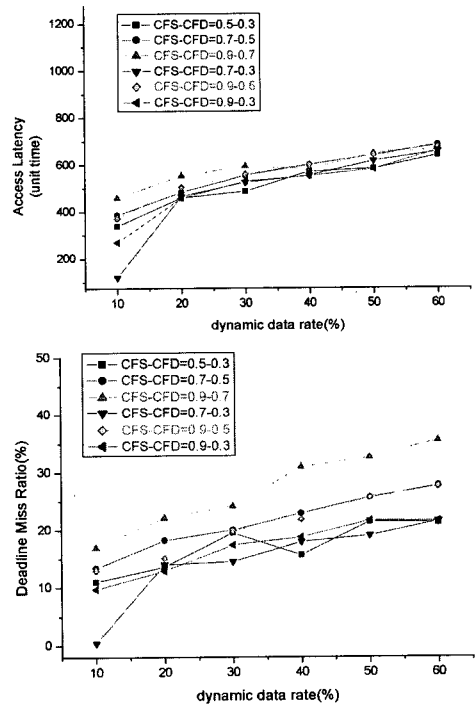 1200
1000
800
600
400
200
Access Latency
(unit time)
CFS-CFD=0.5-0.3
CFS-CFD=0.7-0.5
CFS-CFD=0.9-0.7
CFS-CFD=0.7-0.3
CFS-CFD=0.9-0.5
CFS-CFD=0.9-0.3
10 20 30 40 50 60
dynamic data rate(%)
50
40
30
20
10
0
Deadline Miss Ratio(%)
CFS-CFD=0.5-0.3
CFS-CFD=0.7-0.5
CFS-CFD=0.9-0.7
CFS-CFD=0.7-0.3
CFS-CFD=0.9-0.5
CFS-CFD=0.9-0.3
10 20 30 40 50 60
dynamic data rate(%)